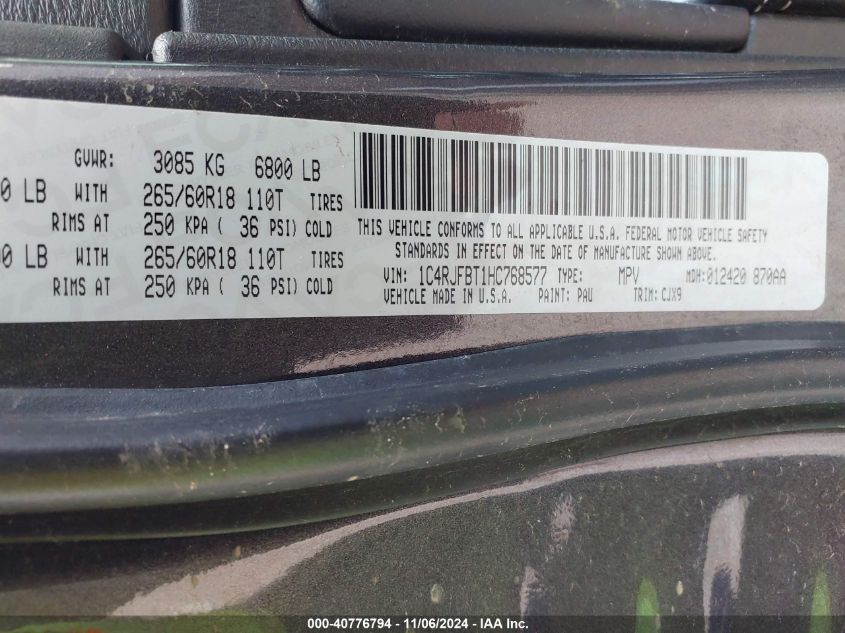 GVWR: 3085 KG 6800 LB
0 LB WITH 265/60R18 110T TIRES
RIMS AT 250 KPA ( 36 PSI) COLD
00 LB WITH 265/60R18 110T TIRES
RIMS AT 250 KPA ( 36 PSI) COLD
THIS VEHICLE CONFORMS TO ALL APPLICABLE U.S.A. FEDERAL MOTOR VEHICLE SAFETY
STANDARDS IN EFFECT ON THE DATE OF MANUFACTURE SHOWN ABOVE.
VIN: 1C4RJFBT1HC768577 TYPE: MPV MDH:012420 870AA
VEHICLE MADE IN U.S.A. PAINT: PAU TRIM: CJX9
000-40776794 - 11/06/2024 - IAA Inc.